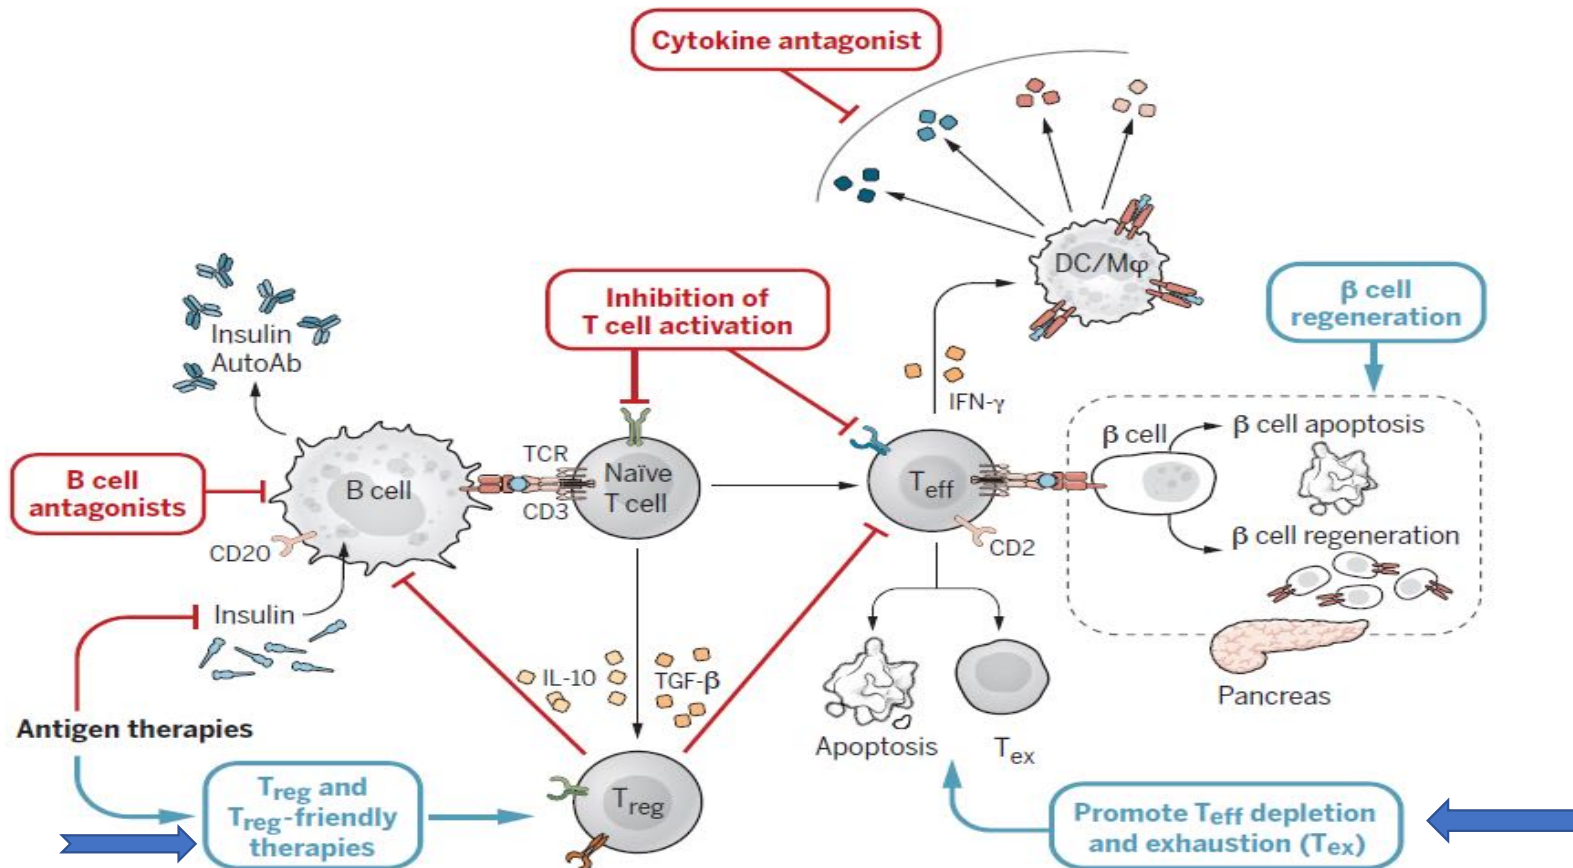 Cytokine antagonist
DC/Mφ
Inhibition of
T cell activation
β cell
regeneration
Insulin
AutoAb
IFN-γ
B cell
antagonists
B cell
TCR
CD3
Naïve
T cell
Teff
β cell
β cell apoptosis
CD20
CD2
β cell regeneration
Insulin
IL-10
TGF-β
Pancreas
Antigen therapies
Apoptosis
Tex
Treg and
Treg-friendly
therapies
Treg
Promote Teff depletion
and exhaustion (Tex)